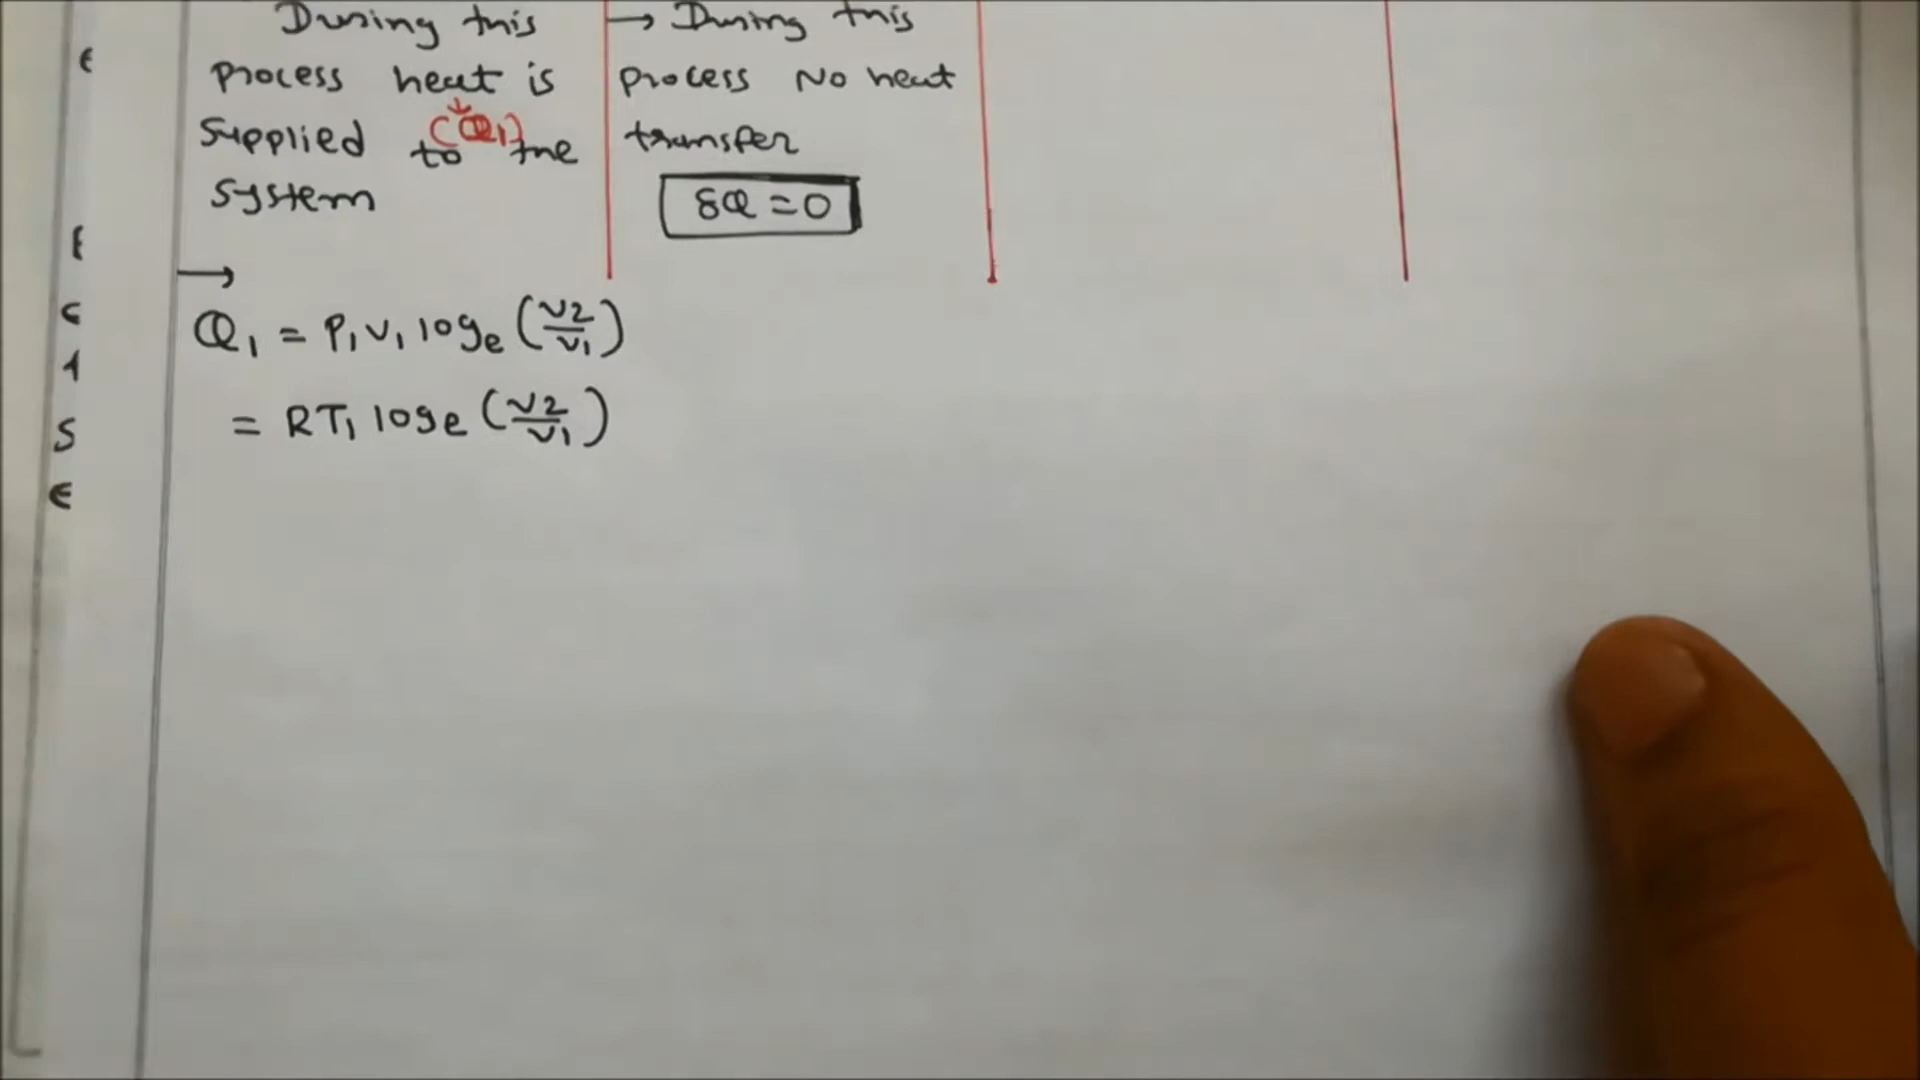 During this
process heat is
supplied to (Q1) the
system
→ During this
process No heat
transfer
δQ = 0
→
Q1 = P1V1 loge (V2/V1)
= RT1 loge (V2/V1)
E
E
C
1
S
E